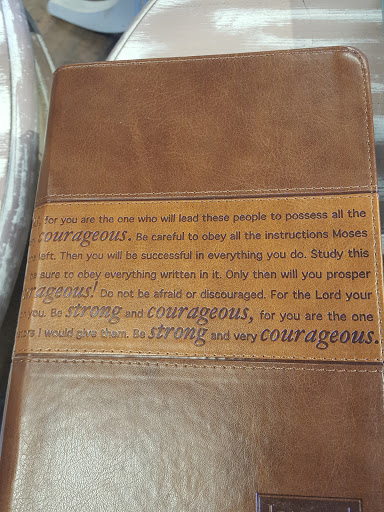 for you are the one who will lead these people to possess all the
courageous. Be careful to obey all the instructions Moses
left. Then you will be successful in everything you do. Study this
sure to obey everything written in it. Only then will you prosper
rageous! Do not be afraid or discouraged. For the Lord your
you. Be strong and courageous, for you are the one
I would give them. Be strong and very courageous.